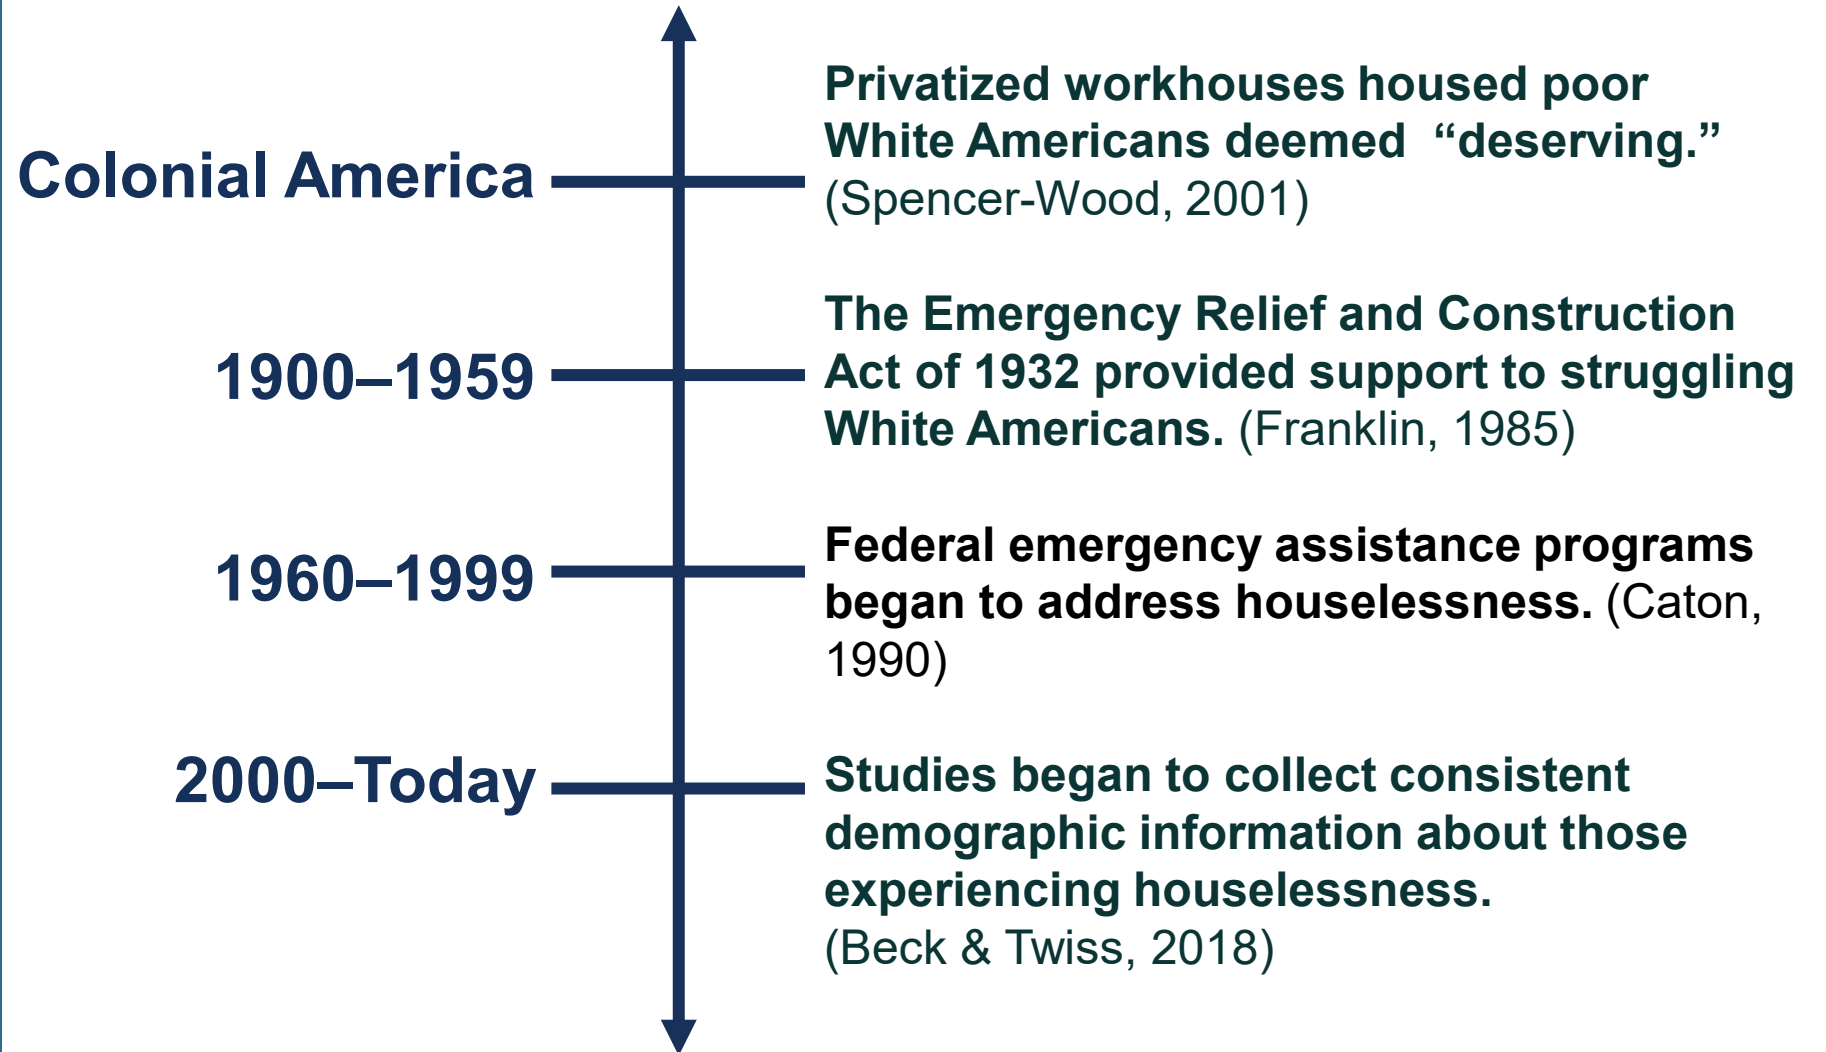 Colonial America
Privatized workhouses housed poor
White Americans deemed  “deserving.”
(Spencer-Wood, 2001)
1900–1959
The Emergency Relief and Construction
Act of 1932 provided support to struggling
White Americans. (Franklin, 1985)
1960–1999
Federal emergency assistance programs
began to address houselessness. (Caton,
1990)
2000–Today
Studies began to collect consistent
demographic information about those
experiencing houselessness.
(Beck & Twiss, 2018)